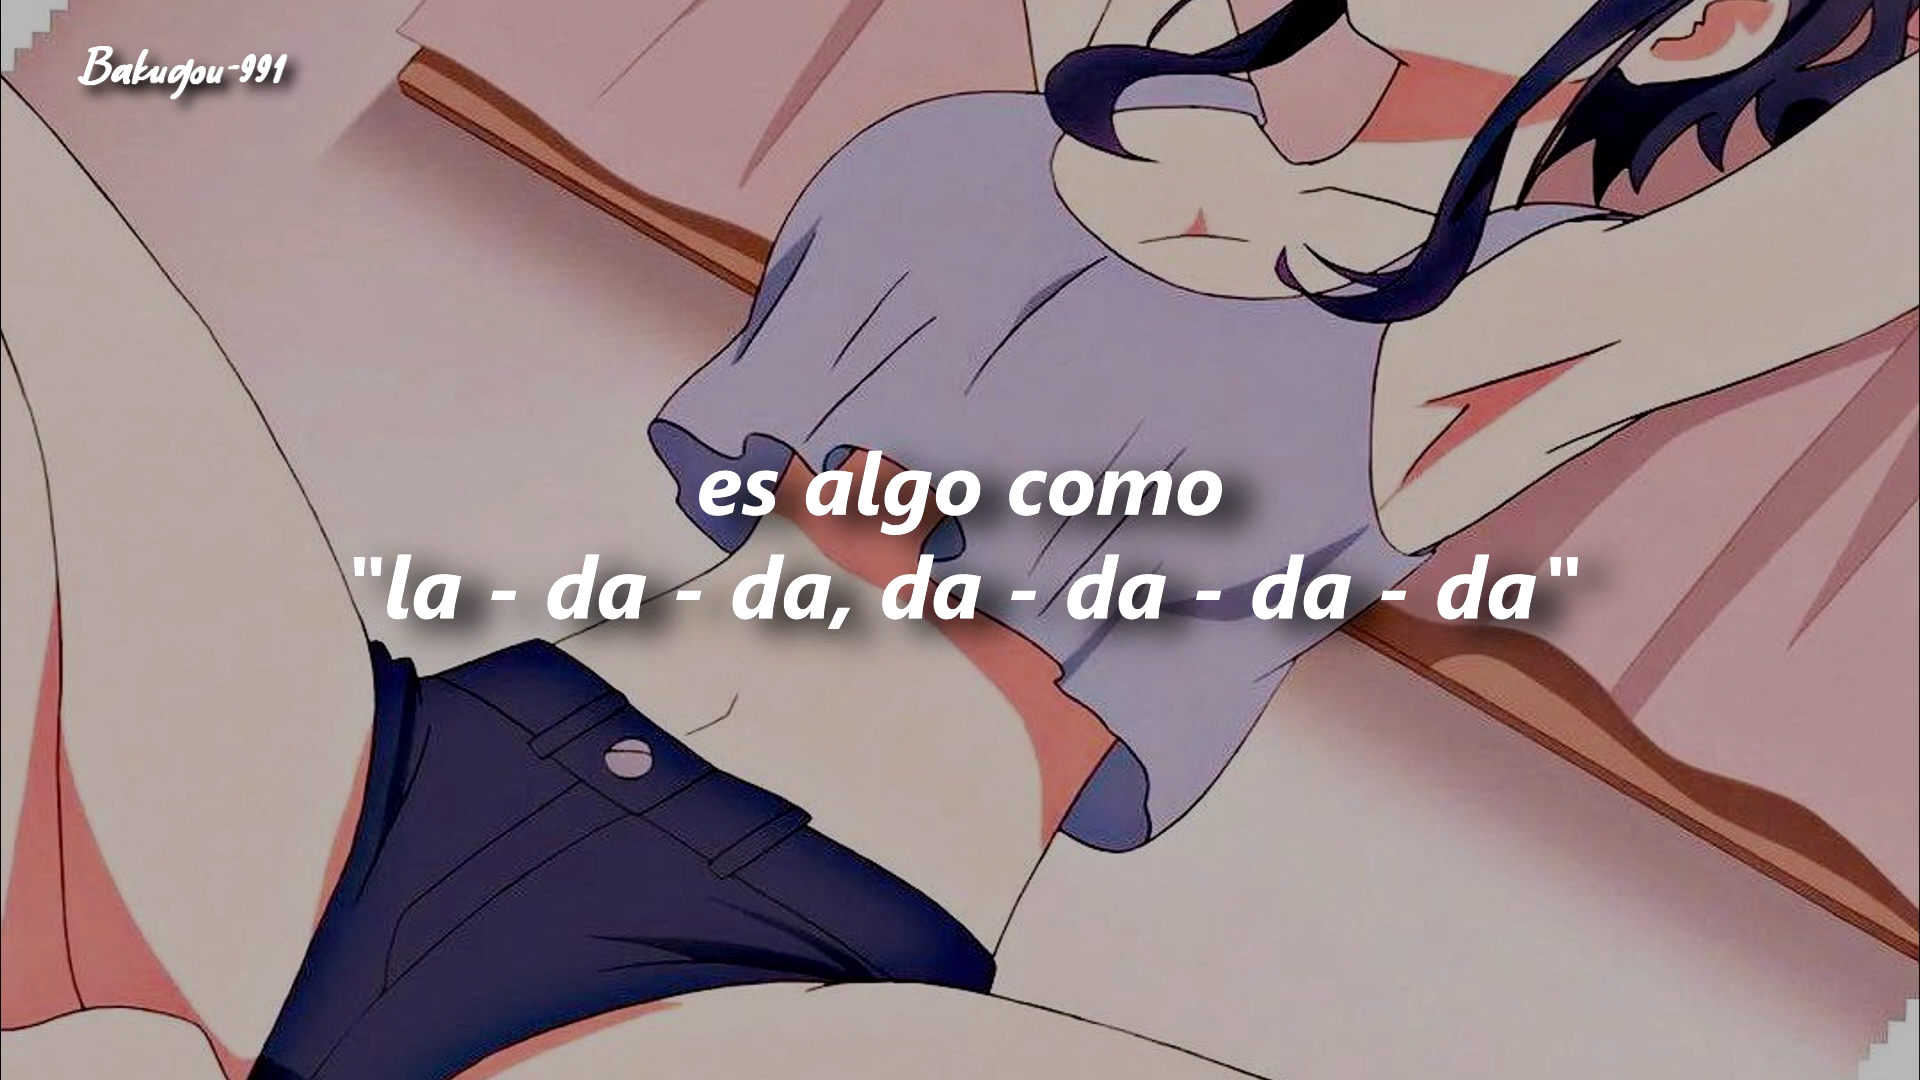 Bakugou-991
es algo como
"la - da - da, da - da - da - da"